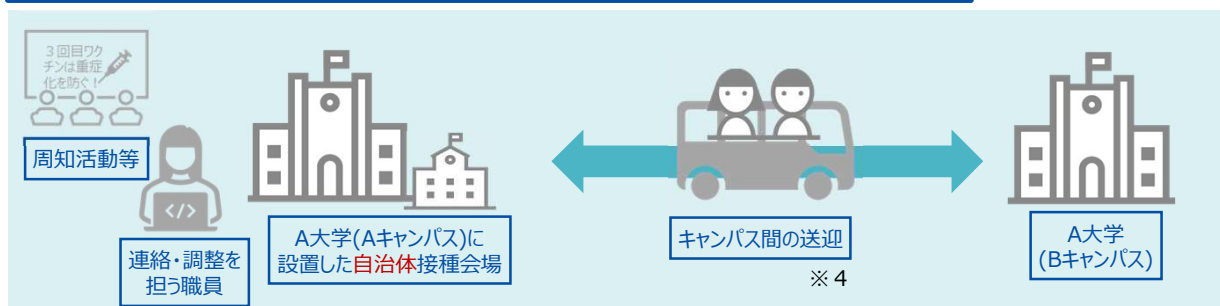 3回目ワク
チンは重症
化を防ぐ!
周知活動等
</>
連絡・調整を
担う職員
A大学(Aキャンパス)に
設置した自治体接種会場
キャンパス間の送迎
※4
A大学
(Bキャンパス)